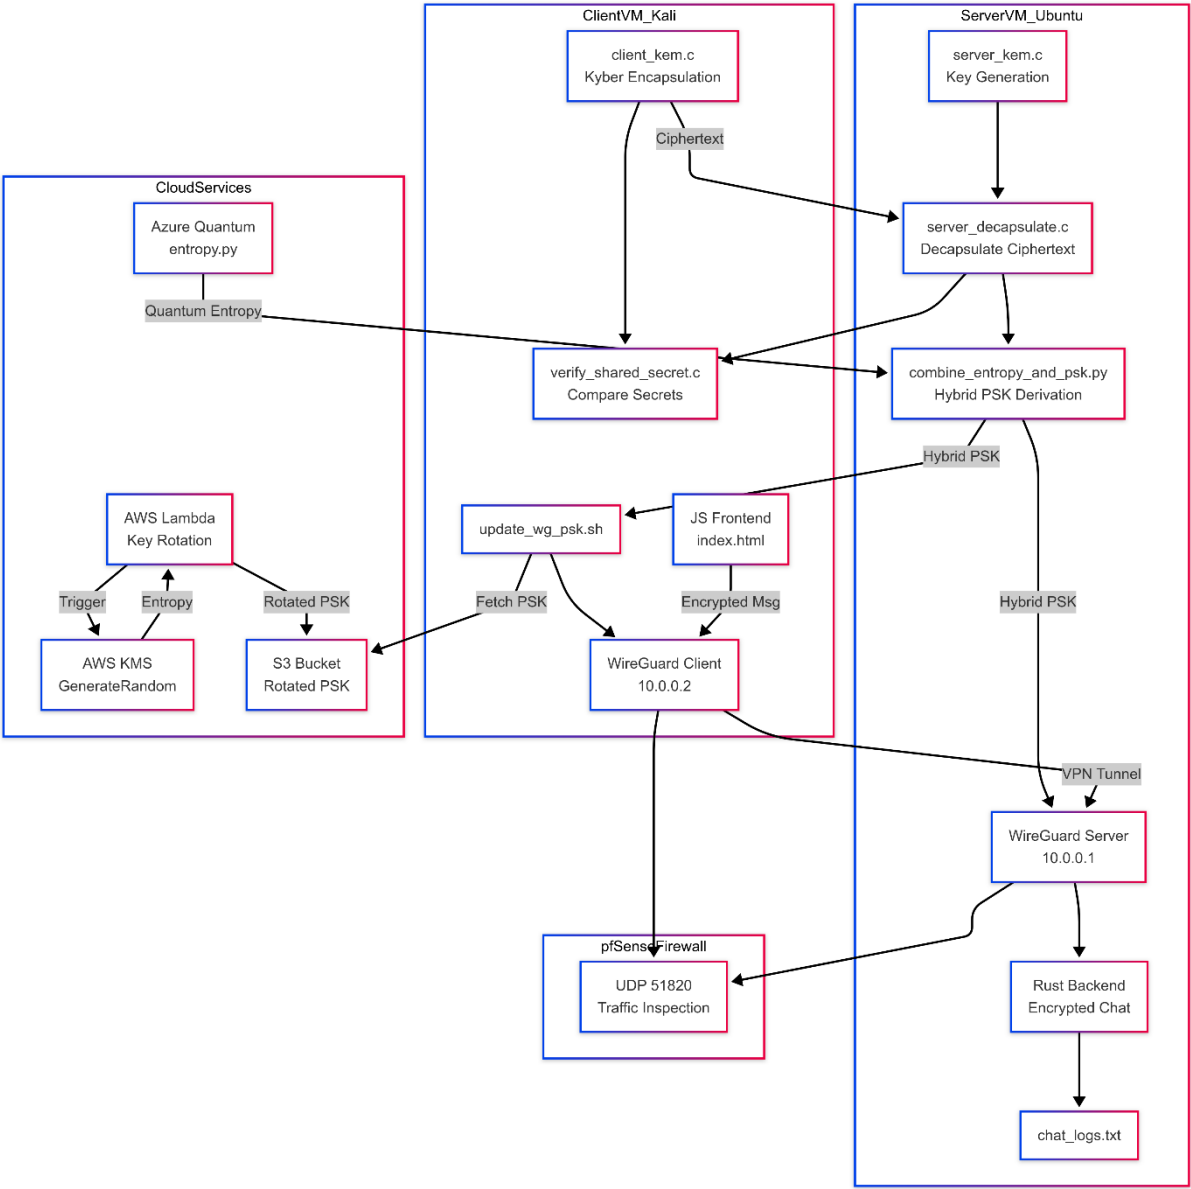 ClientVM_Kali
ServerVM_Ubuntu
client_kem.c
Kyber Encapsulation
server_kem.c
Key Generation
Ciphertext
CloudServices
Azure Quantum
entropy.py
server_decapsulate.c
Decapsulate Ciphertext
Quantum Entropy
verify_shared_secret.c
Compare Secrets
combine_entropy_and_psk.py
Hybrid PSK Derivation
Hybrid PSK
AWS Lambda
Key Rotation
update_wg_psk.sh
JS Frontend
index.html
Trigger
Entropy
Rotated PSK
Fetch PSK
Encrypted Msg
Hybrid PSK
AWS KMS
GenerateRandom
S3 Bucket
Rotated PSK
WireGuard Client
10.0.0.2
VPN Tunnel
WireGuard Server
10.0.0.1
pfSenseFirewall
UDP 51820
Traffic Inspection
Rust Backend
Encrypted Chat
chat_logs.txt